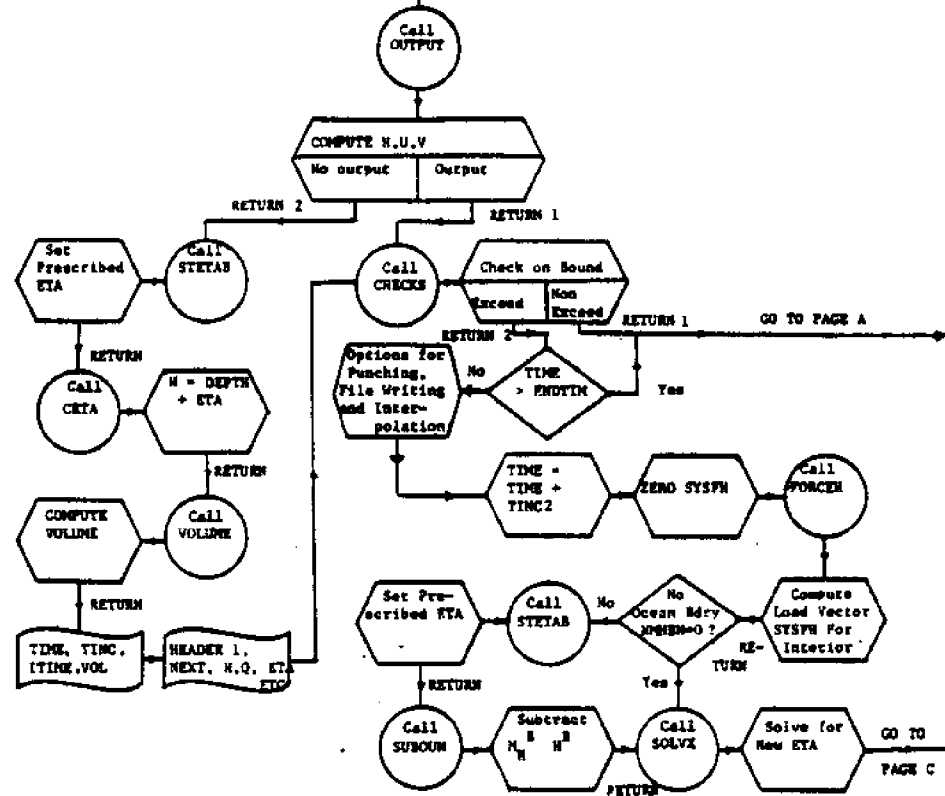 Call
OUTPUT
COMPUTE H.U.V
No output
Output
RETURN 2
RETURN 1
Set
Prescribed
ETA
Call
STETAB
Call
CHECKS
Check on Bound
Exceed
Non
Exceed
RETURN 1
GO TO PAGE A
RETURN 2
RETURN
Options for
Punching,
File Writing
and Inter-
polation
No
TIME
> ENDTIM
Yes
Call
CETA
H = DEPTH
+ ETA
RETURN
TIME =
TIME +
TINC2
ZERO SYSFH
Call
FORCEH
COMPUTE
VOLUME
Call
VOLUME
RETURN
Set Pre-
scribed ETA
Call
STETAB
No
No
Ocean Bdry
?
Compute
Load Vector
SYSFH For
Interior
RE-
TURN
TIME, TINC,
ITIME,VOL
HEADER 1,
NEXT, H,Q, ET
ETC
RETURN
Yes
Call
SUBOUN
Subtract
Call
SOLVX
Solve for
New ETA
GO TO
PAGE C
RETURN